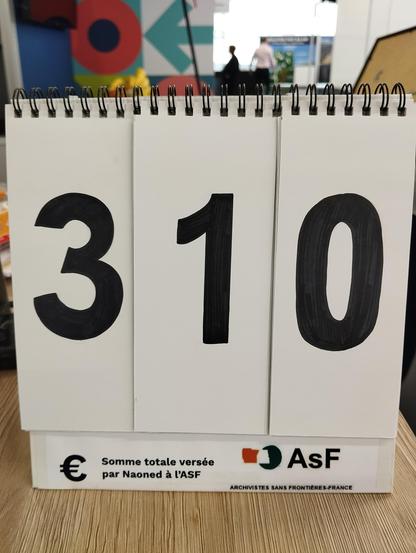 310
€ Somme totale versée
par Naoned à l'ASF
AsF
ARCHIVISTES SANS FRONTIÈRES-FRANCE